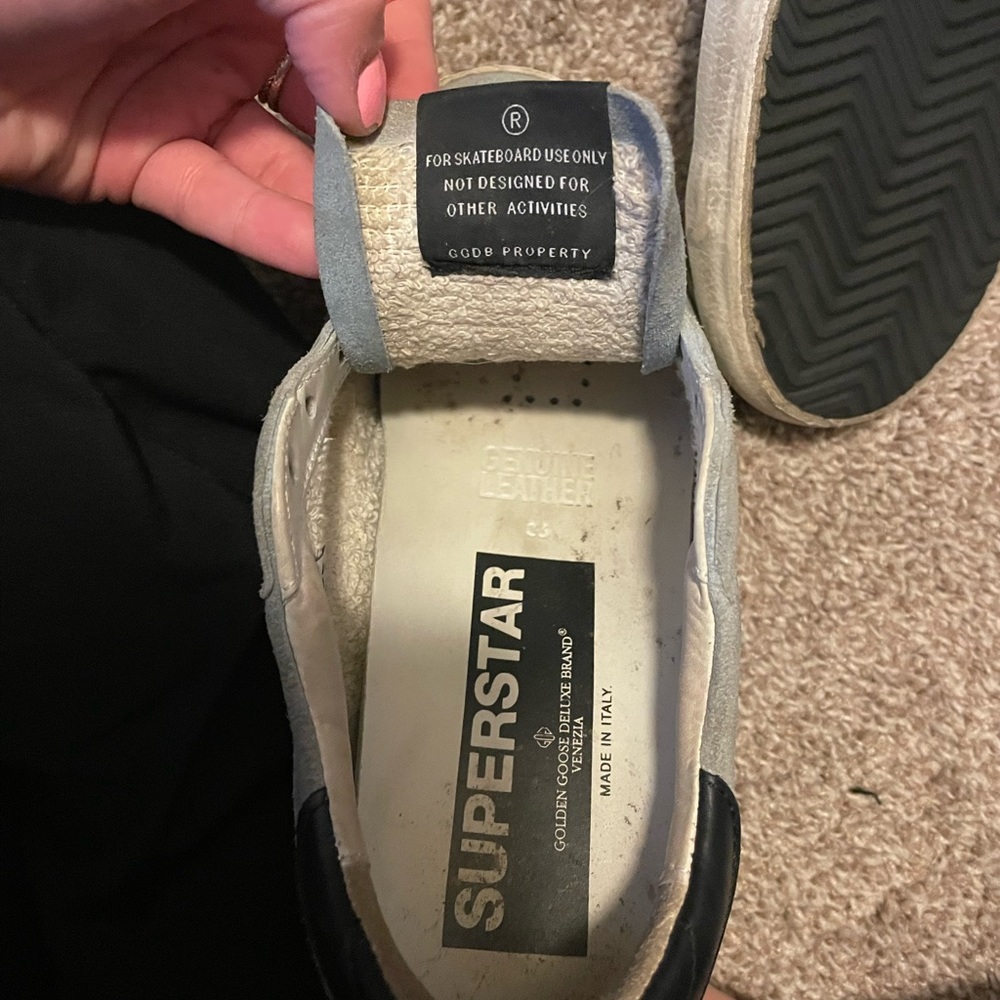 ®
FOR SKATEBOARD USE ONLY
NOT DESIGNED FOR
OTHER ACTIVITIES
GGDB PROPERTY
GENUINE
LEATHER
SUPERSTAR
GOLDEN GOOSE DELUXE BRAND®
VENEZIA
MADE IN ITALY.